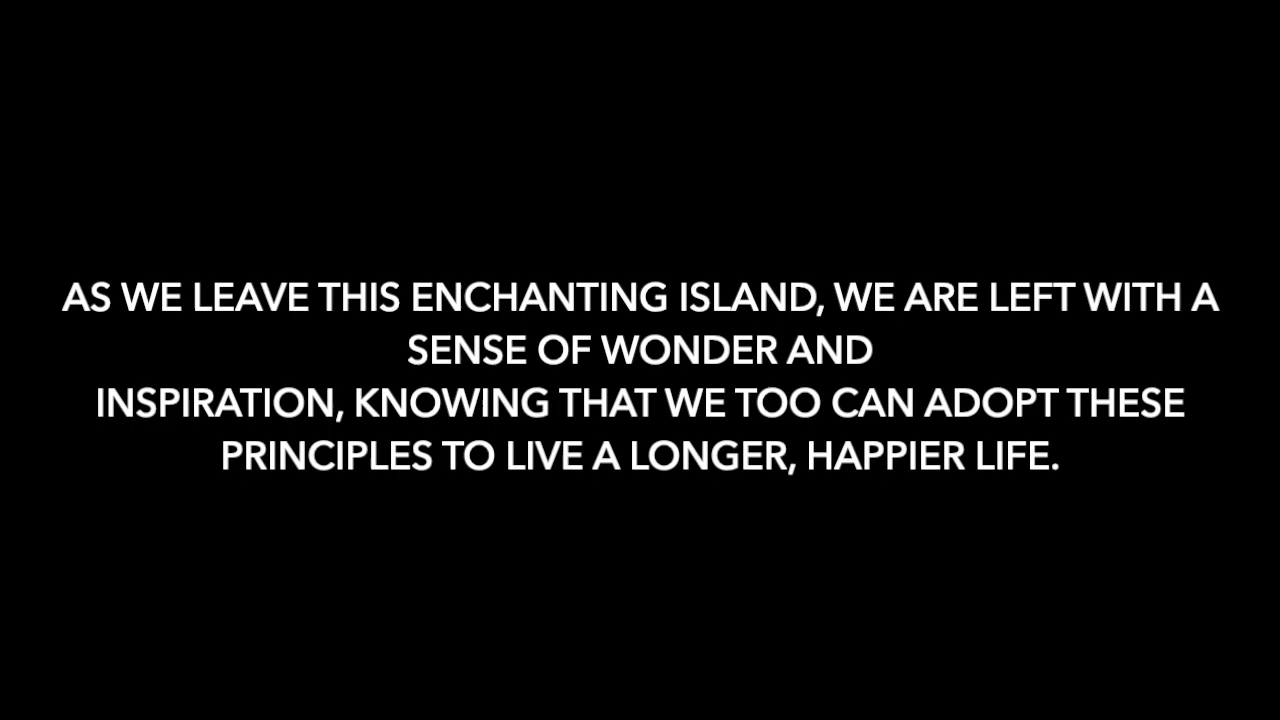 AS WE LEAVE THIS ENCHANTING ISLAND, WE ARE LEFT WITH A
SENSE OF WONDER AND
INSPIRATION, KNOWING THAT WE TOO CAN ADOPT THESE
PRINCIPLES TO LIVE A LONGER, HAPPIER LIFE.